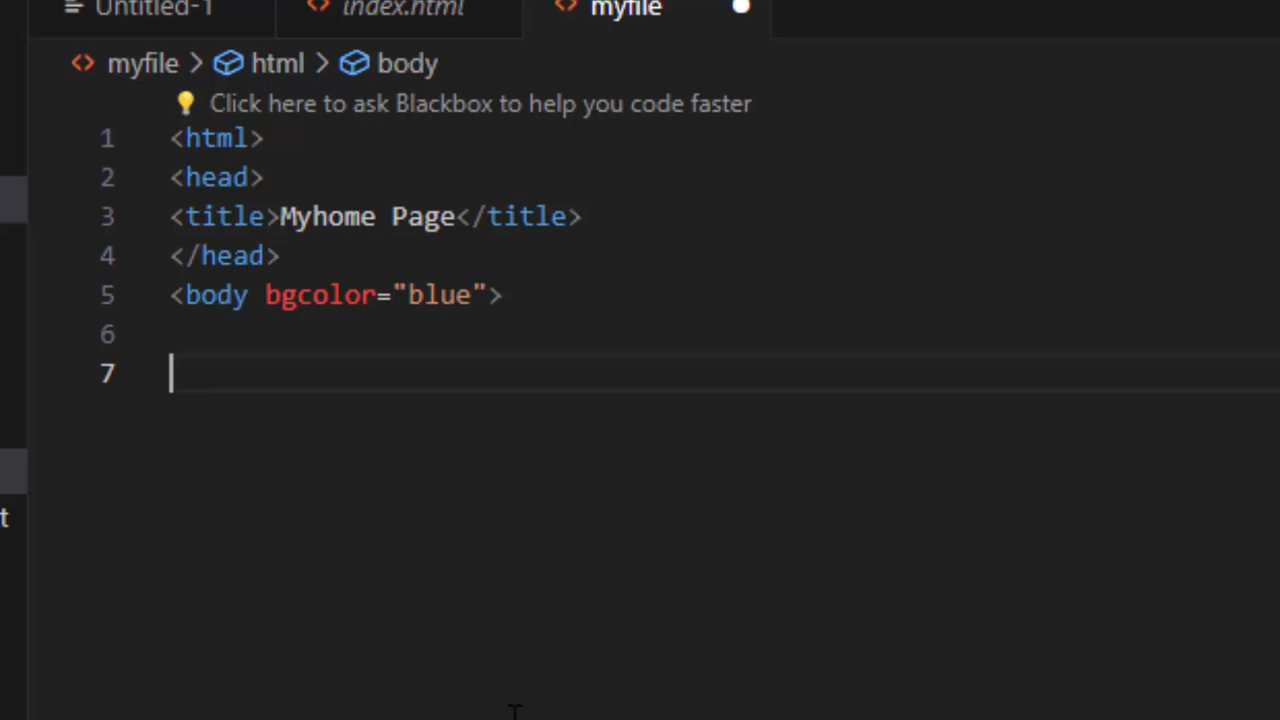 Untitled-1 index.html myfile
myfile > html > body
Click here to ask Blackbox to help you code faster
1 <html>
2 <head>
3 <title>Myhome Page</title>
4 </head>
5 <body bgcolor="blue">
6
7
t